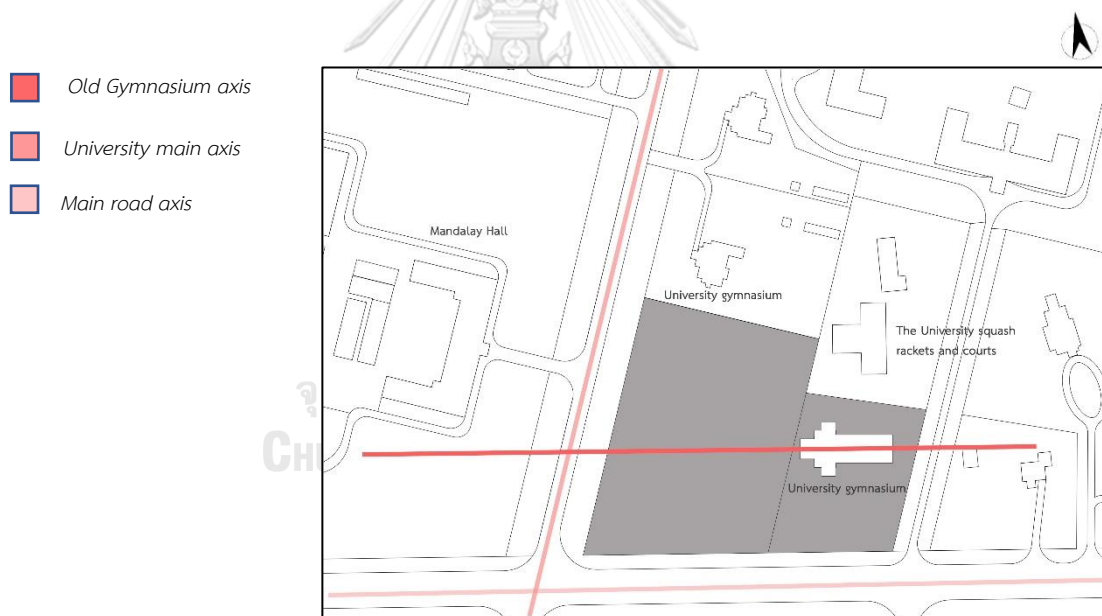 Old Gymnasium axis
University main axis
Main road axis
Mandalay Hall
University gymnasium
The University squash
rackets and courts
University gymnasium